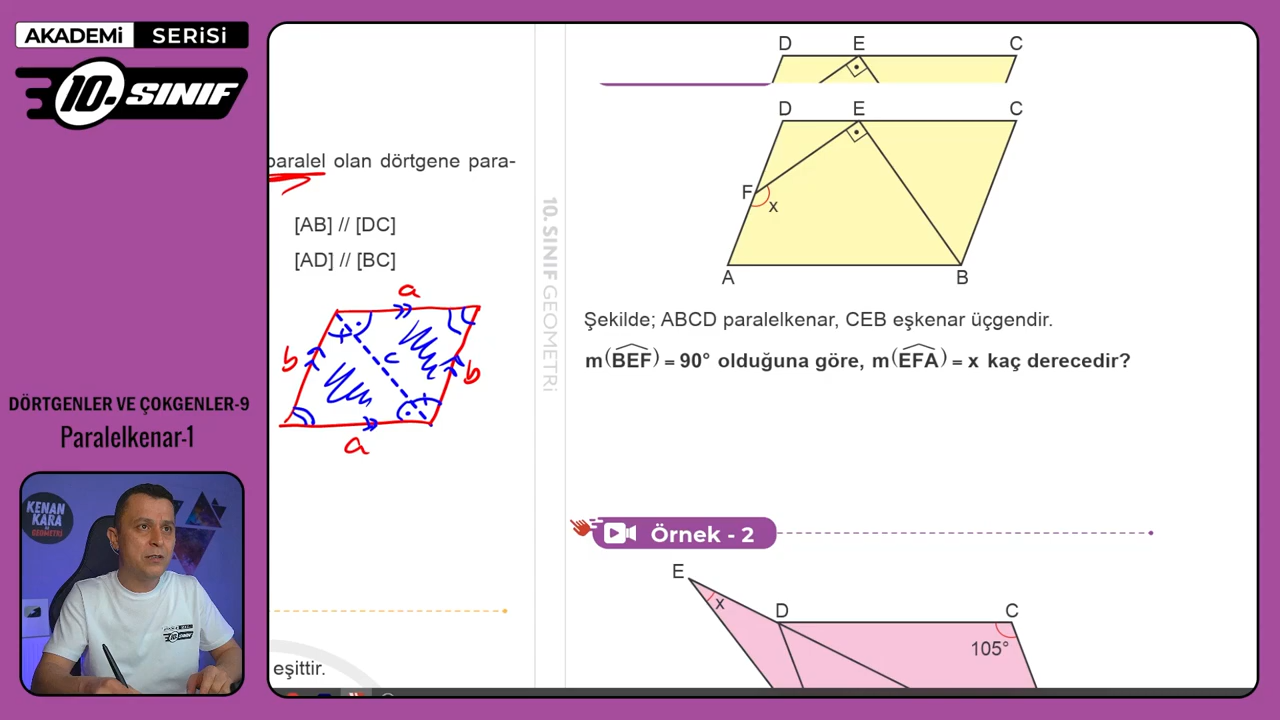 AKADEMİ SERİSİ
10. SINIF
DÖRTGENLER VE ÇOKGENLER-9
Paralelkenar-1
KENAN
KARA
GEOMETRİ
10.SINIF
paralel olan dörtgene para-
[AB] // [DC]
[AD] // [BC]
a
b
c
b
a
eşittir.
10. SINIF GEOMETRİ
D E C
D E C
F
x
A B
Şekilde; ABCD paralelkenar, CEB eşkenar üçgendir.
m(BEF) = 90° olduğuna göre, m(EFA) = x kaç derecedir?
Örnek - 2
E
x
D C
105°